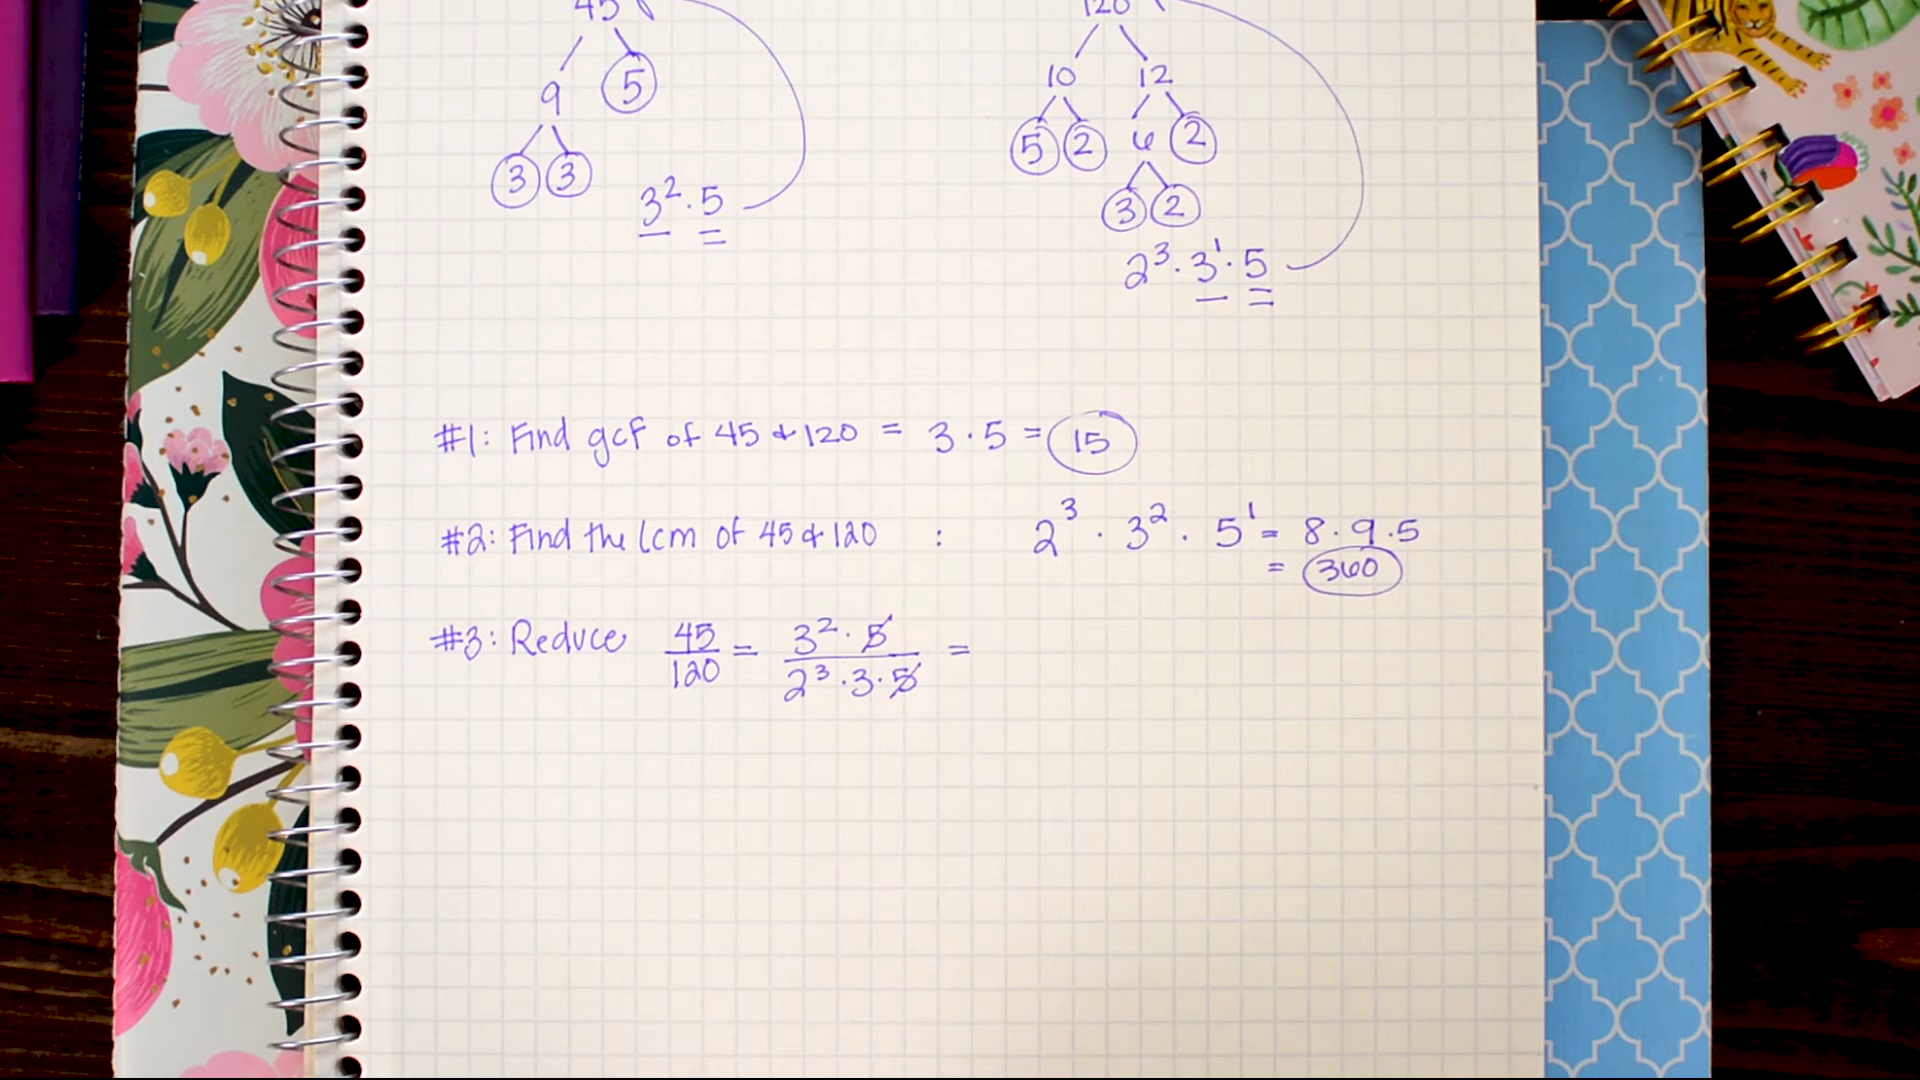 45 120
10 12
9 5
5 2 6 2
3 3
3² · 5
3 2
2³ · 3¹ · 5
#1: Find gcf of 45 & 120 = 3 · 5 = 15
#2: Find the lcm of 45 & 120 : 2³ · 3² · 5¹ = 8 · 9 · 5
= 360
#3: Reduce 45/120 = 3² · 5 / 2³ · 3 · 5 =